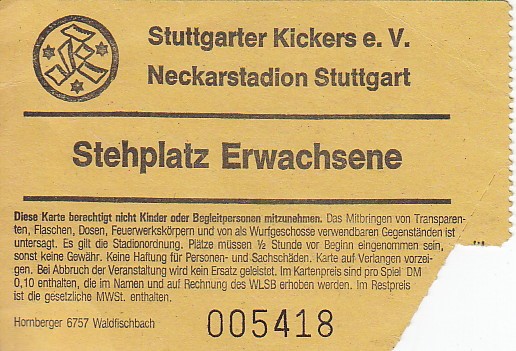 Stuttgarter Kickers e. V.
Neckarstadion Stuttgart
Stehplatz Erwachsene
Diese Karte berechtigt nicht Kinder oder Begleitpersonen mitzunehmen. Das Mitbringen von Transparen-
ten, Flaschen, Dosen, Feuerwerkskörpern und von als Wurfgeschosse verwendbaren Gegenständen ist
untersagt. Es gilt die Stadionordnung. Plätze müssen ½ Stunde vor Beginn eingenommen sein,
sonst keine Gewähr. Keine Haftung für Personen- und Sachschäden. Karte auf Verlangen vorzei-
gen. Bei Abbruch der Veranstaltung wird kein Ersatz geleistet. Im Kartenpreis sind pro Spiel DM
0,10 enthalten, die im Namen und auf Rechnung des WLSB erhoben werden. Im Restpreis
ist die gesetzliche MWSt. enthalten.
Hornberger 6757 Waldfischbach
005418